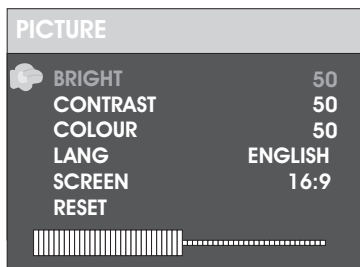 PICTURE
BRIGHT 50
CONTRAST 50
COLOUR 50
LANG ENGLISH
SCREEN 16:9
RESET